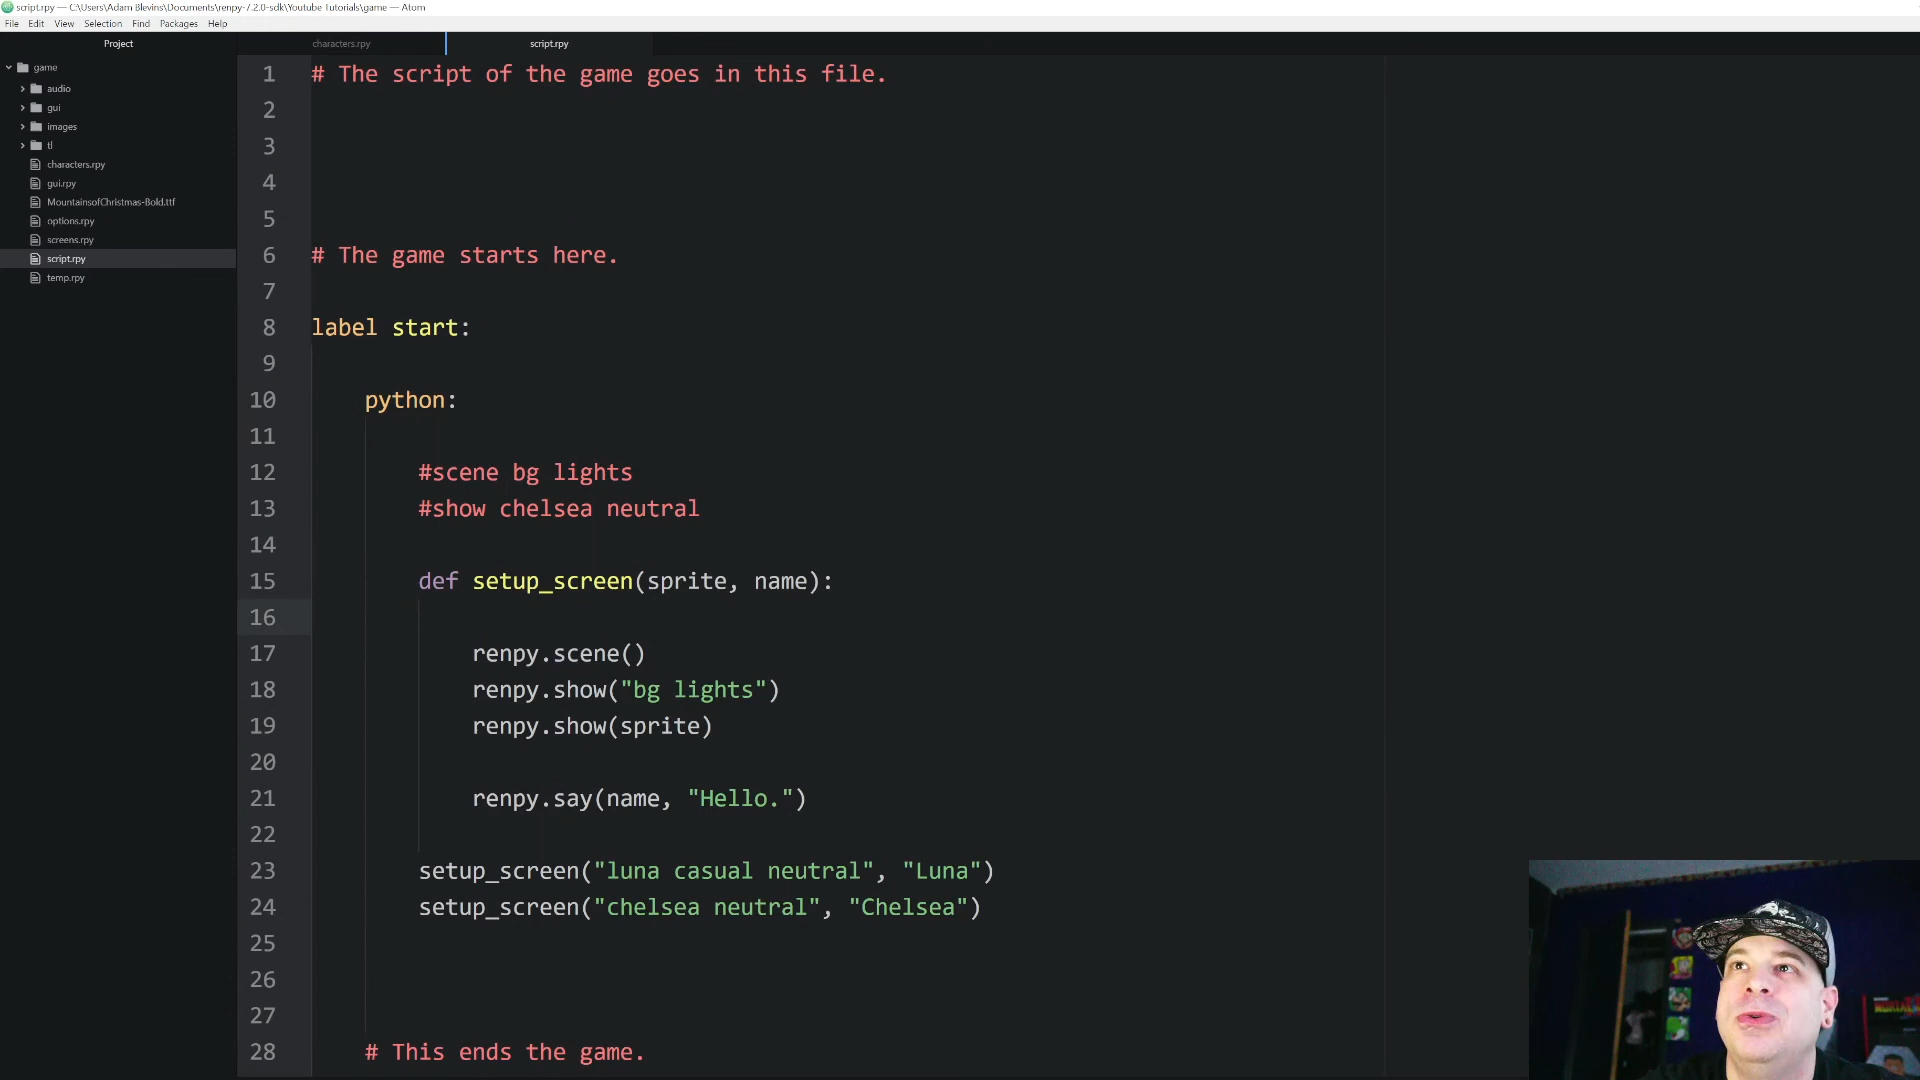 script.rpy — C:\Users\Adam Blevins\Documents\renpy-7.2.0-sdk\Youtube Tutorials\game — Atom
File Edit View Selection Find Packages Help
Project
characters.rpy
script.rpy
game
audio
gui
images
tl
characters.rpy
gui.rpy
MountainsofChristmas-Bold.ttf
options.rpy
screens.rpy
script.rpy
temp.rpy
1 # The script of the game goes in this file.
2
3
4
5
6 # The game starts here.
7
8 label start:
9
10 python:
11
12 #scene bg lights
13 #show chelsea neutral
14
15 def setup_screen(sprite, name):
16
17 renpy.scene()
18 renpy.show("bg lights")
19 renpy.show(sprite)
20
21 renpy.say(name, "Hello.")
22
23 setup_screen("luna casual neutral", "Luna")
24 setup_screen("chelsea neutral", "Chelsea")
25
26
27
28 # This ends the game.